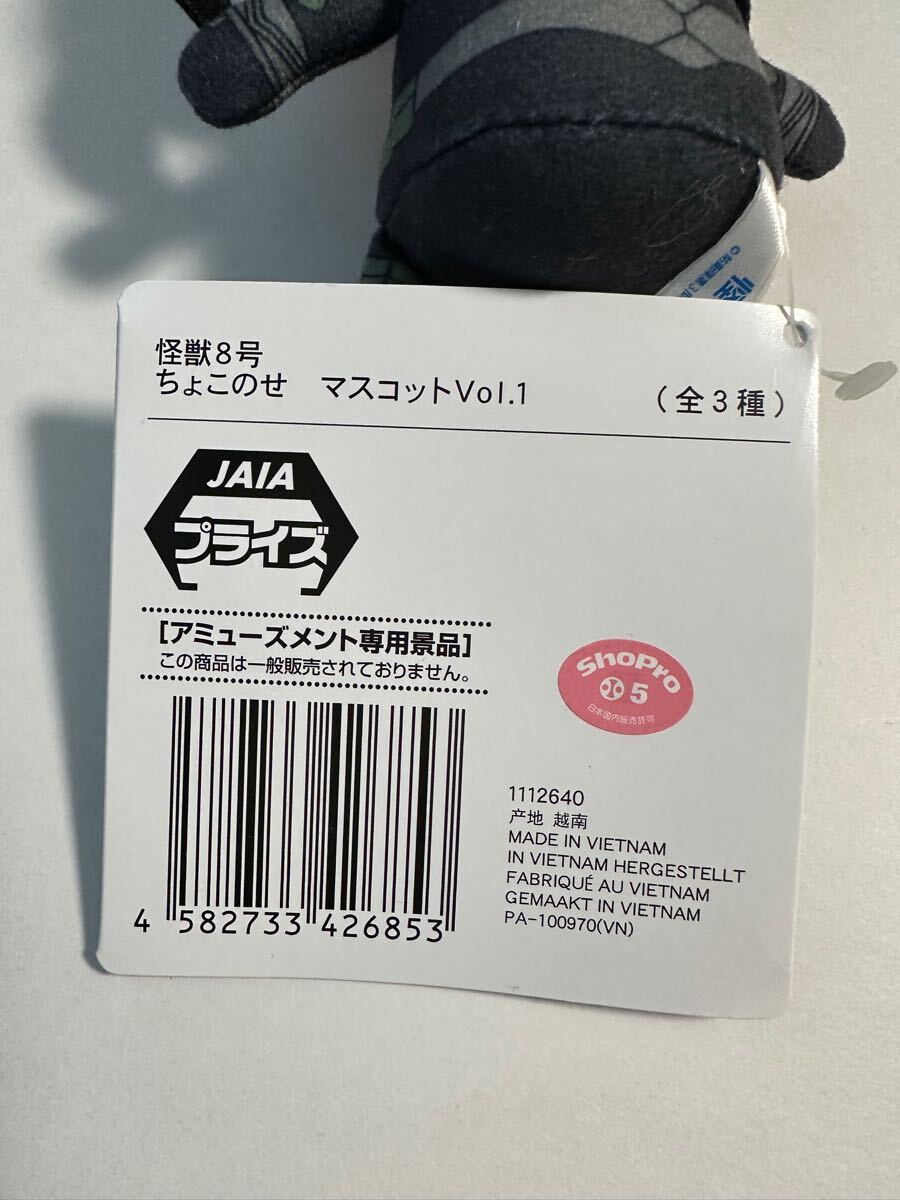 怪獣8号
ちょこのせ マスコットVol.1 (全3種)
JAIA
プライズ
[アミューズメント専用景品]
この商品は一般販売されておりません。
ShoPro
5
日本国内販売許可
4 582733 426853
1112640
产地 越南
MADE IN VIETNAM
IN VIETNAM HERGESTELLT
FABRIQUÉ AU VIETNAM
GEMAAKT IN VIETNAM
PA-100970(VN)